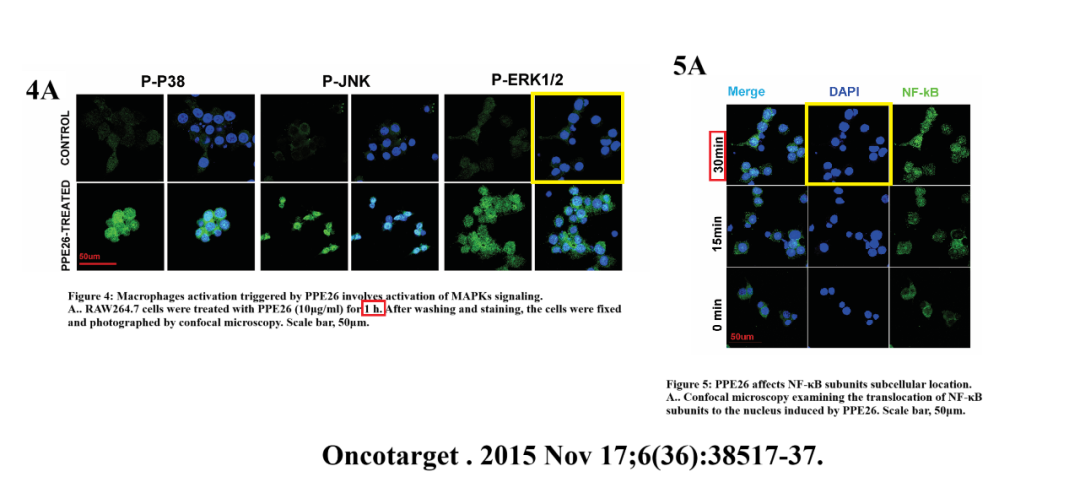 4A
P-P38 P-JNK P-ERK1/2
CONTROL
PPE26-TREATED
50um
Figure 4: Macrophages activation triggered by PPE26 involves activation of MAPKs signaling.
A.. RAW264.7 cells were treated with PPE26 (10μg/ml) for 1 h. After washing and staining, the cells were fixed
and photographed by confocal microscopy. Scale bar, 50μm.
5A
Merge DAPI NF-kB
30min
15min
0 min
50um
Figure 5: PPE26 affects NF-κB subunits subcellular location.
A.. Confocal microscopy examining the translocation of NF-κB
subunits to the nucleus induced by PPE26. Scale bar, 50μm.
Oncotarget . 2015 Nov 17;6(36):38517-37.